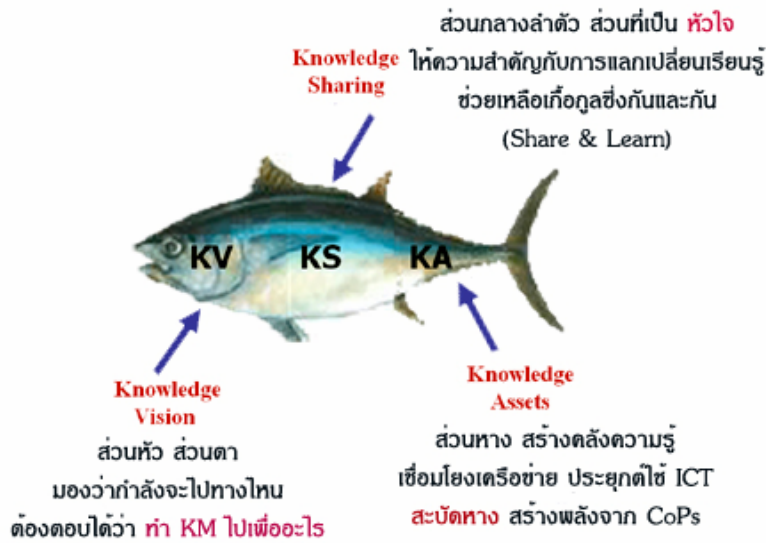 ส่วนกลางลำตัว ส่วนที่เป็น หัวใจ
ให้ความสำคัญกับการแลกเปลี่ยนเรียนรู้
ช่วยเหลือเกื้อกูลซึ่งกันและกัน
(Share & Learn)
Knowledge
Sharing
KV KS KA
Knowledge
Vision
ส่วนหัว ส่วนตา
มองว่ากำลังจะไปทางไหน
ต้องตอบได้ว่า ทำ KM ไปเพื่ออะไร
Knowledge
Assets
ส่วนหาง สร้างคลังความรู้
เชื่อมโยงเครือข่าย ประยุกต์ใช้ ICT
สะบัดหาง สร้างพลังจาก CoPs